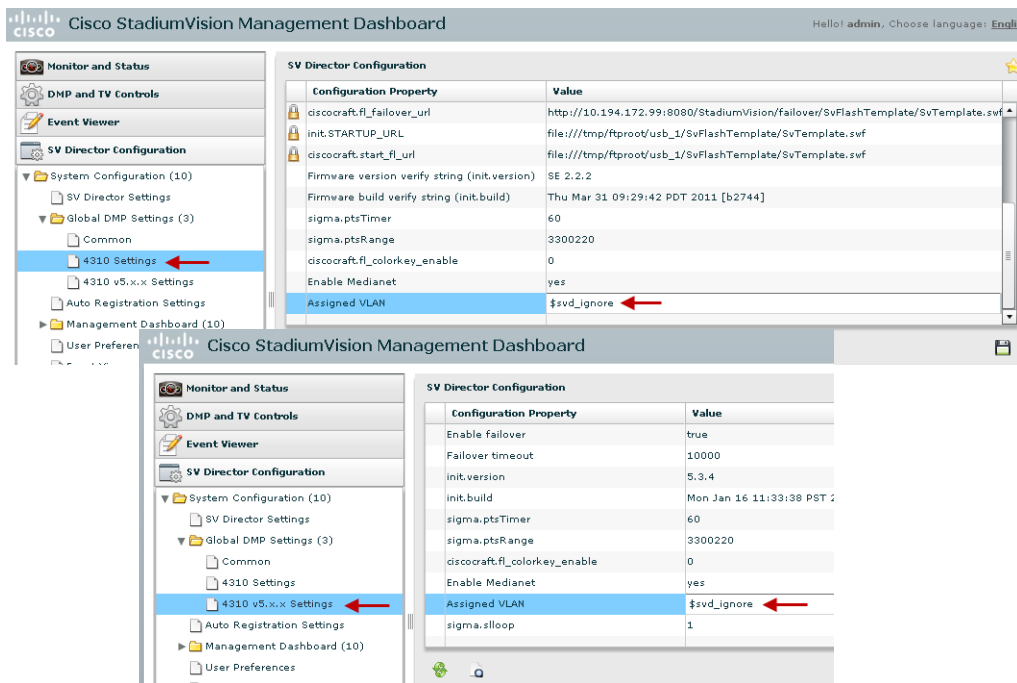 CISCO Cisco StadiumVision Management Dashboard Hello! admin, Choose language: Engli
Monitor and Status
DMP and TV Controls
Event Viewer
SV Director Configuration
System Configuration (10)
SV Director Settings
Global DMP Settings (3)
Common
4310 Settings
4310 v5.x.x Settings
Auto Registration Settings
Management Dashboard (10)
User Preferen
SV Director Configuration
Configuration Property Value
ciscocraft.fl_failover_url http://10.194.172.99:8080/StadiumVision/failover/SvFlashTemplate/SvTemplate.swf
init.STARTUP_URL file:///tmp/ftproot/usb_1/SvFlashTemplate/SvTemplate.swf
ciscocraft.start_fl_url file:///tmp/ftproot/usb_1/SvFlashTemplate/SvTemplate.swf
Firmware version verify string (init.version) SE 2.2.2
Firmware build verify string (init.build) Thu Mar 31 09:29:42 PDT 2011 [b2744]
sigma.ptsTimer 60
sigma.ptsRange 3300220
ciscocraft.fl_colorkey_enable 0
Enable Medianet yes
Assigned VLAN $svd_ignore
CISCO Cisco StadiumVision Management Dashboard
Monitor and Status
DMP and TV Controls
Event Viewer
SV Director Configuration
System Configuration (10)
SV Director Settings
Global DMP Settings (3)
Common
4310 Settings
4310 v5.x.x Settings
Auto Registration Settings
Management Dashboard (10)
User Preferences
SV Director Configuration
Configuration Property Value
Enable failover true
Failover timeout 10000
init.version 5.3.4
init.build Mon Jan 16 11:33:38 PST 2
sigma.ptsTimer 60
sigma.ptsRange 3300220
ciscocraft.fl_colorkey_enable 0
Enable Medianet yes
Assigned VLAN $svd_ignore
sigma.slloop 1